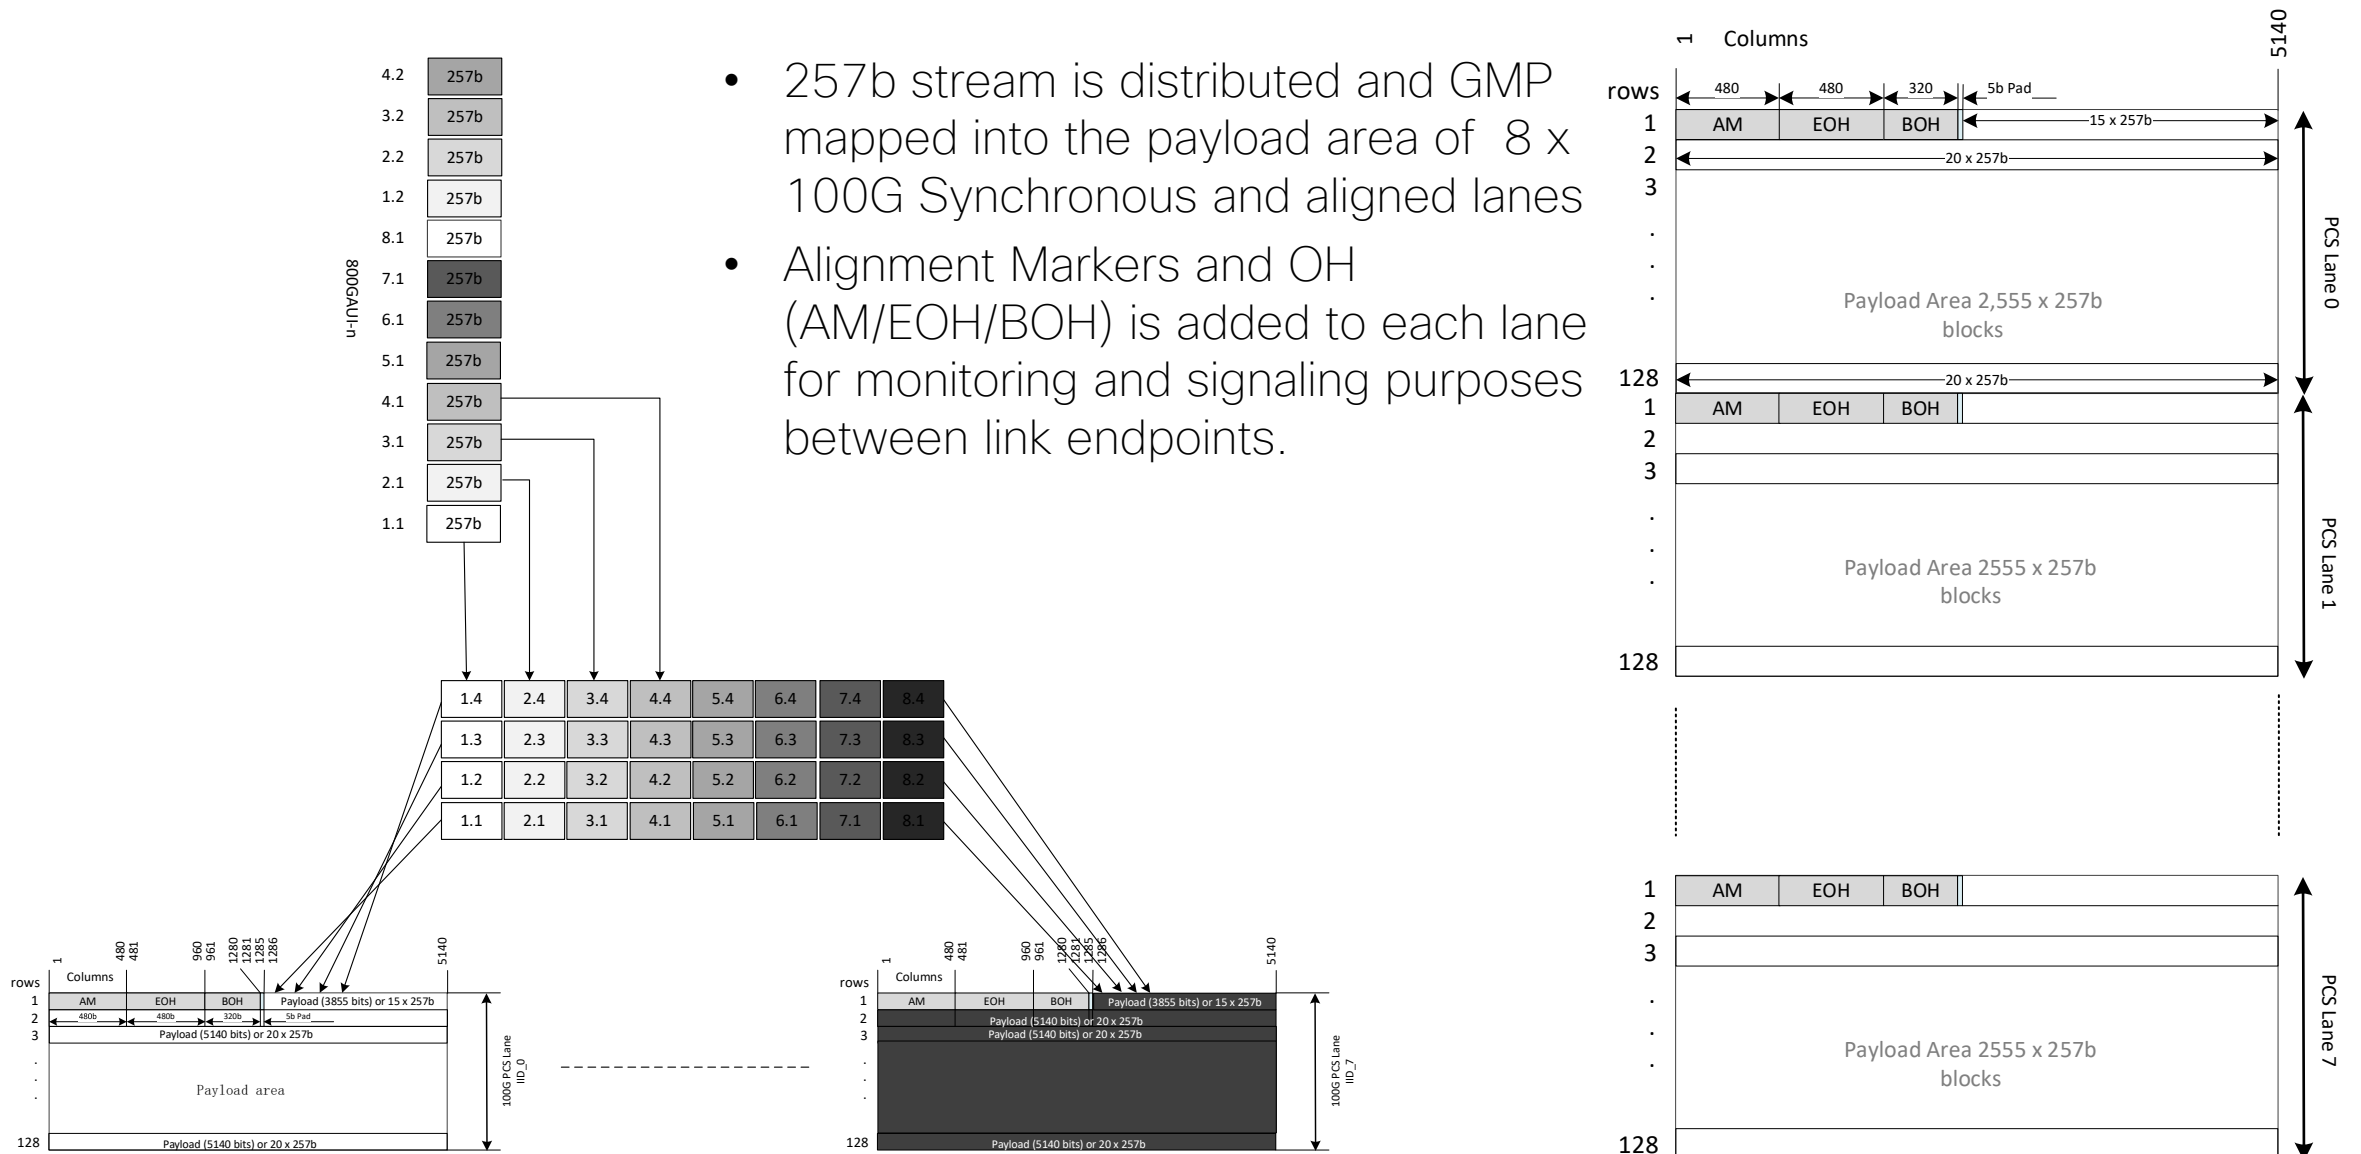 • 257b stream is distributed and GMP
mapped into the payload area of 8 x
100G Synchronous and aligned lanes
• Alignment Markers and OH
(AM/EOH/BOH) is added to each lane
for monitoring and signaling purposes
between link endpoints.
800GAUI-n
4.2 257b
3.2 257b
2.2 257b
1.2 257b
8.1 257b
7.1 257b
6.1 257b
5.1 257b
4.1 257b
3.1 257b
2.1 257b
1.1 257b
1.4 2.4 3.4 4.4 5.4 6.4 7.4 8.4
1.3 2.3 3.3 4.3 5.3 6.3 7.3 8.3
1.2 2.2 3.2 4.2 5.2 6.2 7.2 8.2
1.1 2.1 3.1 4.1 5.1 6.1 7.1 8.1
1 480 481 960 961 1280 1281 1285 1286 5140
rows Columns
1 AM EOH BOH Payload (3855 bits) or 15 x 257b
2 480b 480b 320b 5b Pad
3 Payload (5140 bits) or 20 x 257b
.
.
.
Payload area
128 Payload (5140 bits) or 20 x 257b
100G PCS Lane
IID_0
1 480 481 960 961 1280 1281 1285 1286 5140
rows Columns
1 AM EOH BOH Payload (3855 bits) or 15 x 257b
2 Payload (5140 bits) or 20 x 257b
3 Payload (5140 bits) or 20 x 257b
.
.
.
128 Payload (5140 bits) or 20 x 257b
100G PCS Lane
IID_7
1 Columns 5140
rows 480 480 320 5b Pad
1 AM EOH BOH 15 x 257b
2 20 x 257b
3
.
.
.
Payload Area 2,555 x 257b
blocks
128 20 x 257b
PCS Lane 0
1 AM EOH BOH
2
3
.
.
.
Payload Area 2555 x 257b
blocks
128
PCS Lane 1
1 AM EOH BOH
2
3
.
.
.
Payload Area 2555 x 257b
blocks
128
PCS Lane 7